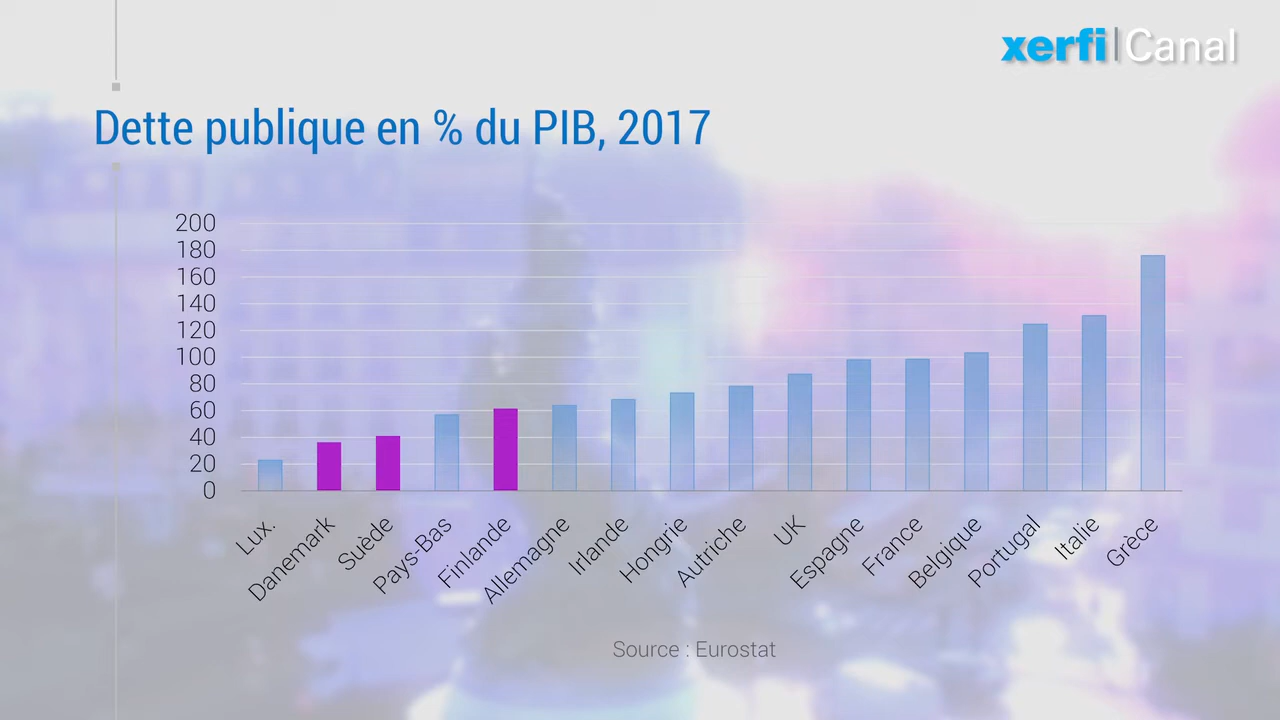 xerfi Canal
Dette publique en % du PIB, 2017
200
180
160
140
120
100
80
60
40
20
0
Lux.
Danemark
Suède
Pays-Bas
Finlande
Allemagne
Irlande
Hongrie
Autriche
UK
Espagne
France
Belgique
Portugal
Italie
Grèce
Source : Eurostat